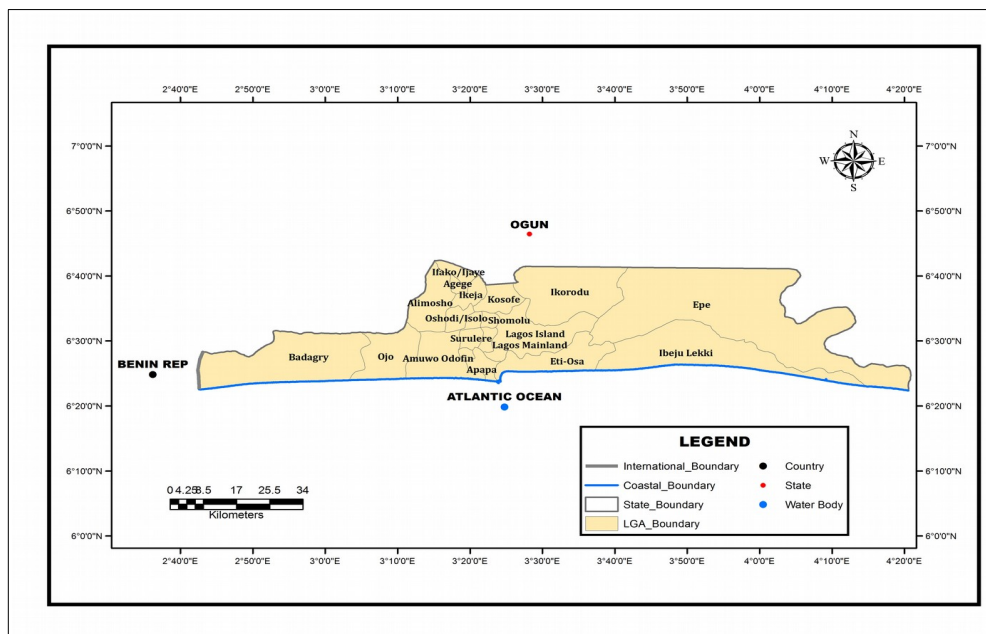 2°40'0"E 2°50'0"E 3°0'0"E 3°10'0"E 3°20'0"E 3°30'0"E 3°40'0"E 3°50'0"E 4°0'0"E 4°10'0"E 4°20'0"E
N
W E
S
7°0'0"N 7°0'0"N
6°50'0"N 6°50'0"N
OGUN
6°40'0"N 6°40'0"N
Ifako/Ijaye
Agege
Ikeja
Kosofe
Ikorodu
Alimosho
Epe
Oshodi/Isolo
Shomolu
6°30'0"N 6°30'0"N
Lagos Island
Surulere
Lagos Mainland
Badagry
Ojo
Amuwo Odofin
Eti-Osa
Ibeju Lekki
BENIN REP
Apapa
6°20'0"N 6°20'0"N
ATLANTIC OCEAN
LEGEND
International_Boundary
Country
Coastal_Boundary
State
State_Boundary
Water Body
LGA_Boundary
6°10'0"N 6°10'0"N
0 4.25 8.5 17 25.5 34
Kilometers
6°0'0"N 6°0'0"N
2°40'0"E 2°50'0"E 3°0'0"E 3°10'0"E 3°20'0"E 3°30'0"E 3°40'0"E 3°50'0"E 4°0'0"E 4°10'0"E 4°20'0"E